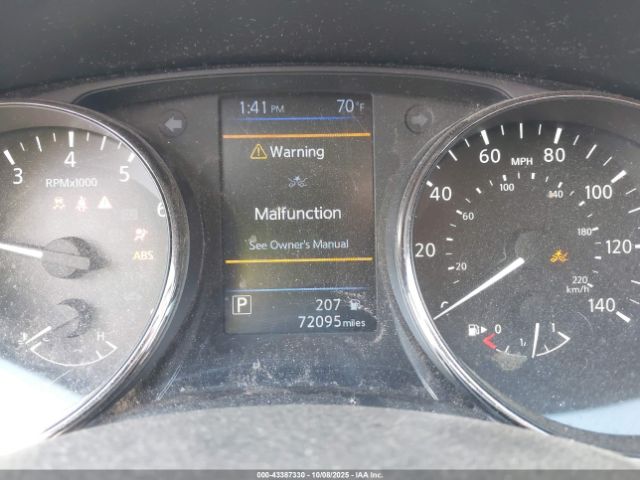 1:41 PM 70°F
Warning
Malfunction
See Owner's Manual
P 207
72095 miles
3 4 5 6
RPMx1000
ABS
H
20 40 60 80 100 120 140
MPH
20 60 100 140 180 220
km/h
0 1
000-43387330 - 10/08/2025 - © IAA Inc.